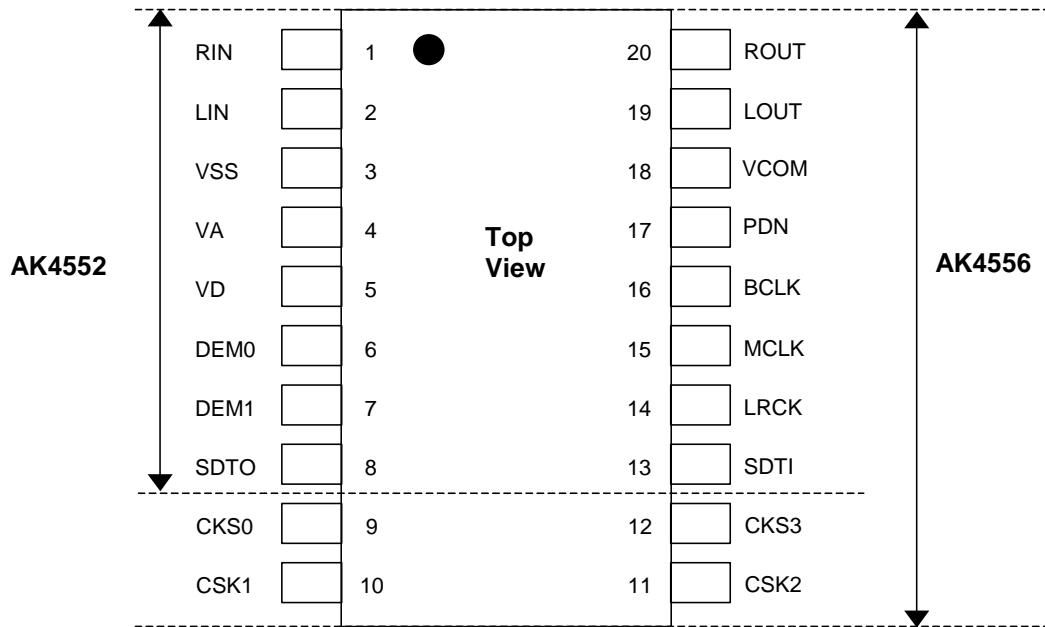 RIN 1 20 ROUT
LIN 2 19 LOUT
VSS 3 18 VCOM
VA 4 Top View 17 PDN
AK4552 VD 5 16 BCLK AK4556
DEM0 6 15 MCLK
DEM1 7 14 LRCK
SDTO 8 13 SDTI
CKS0 9 12 CKS3
CSK1 10 11 CSK2